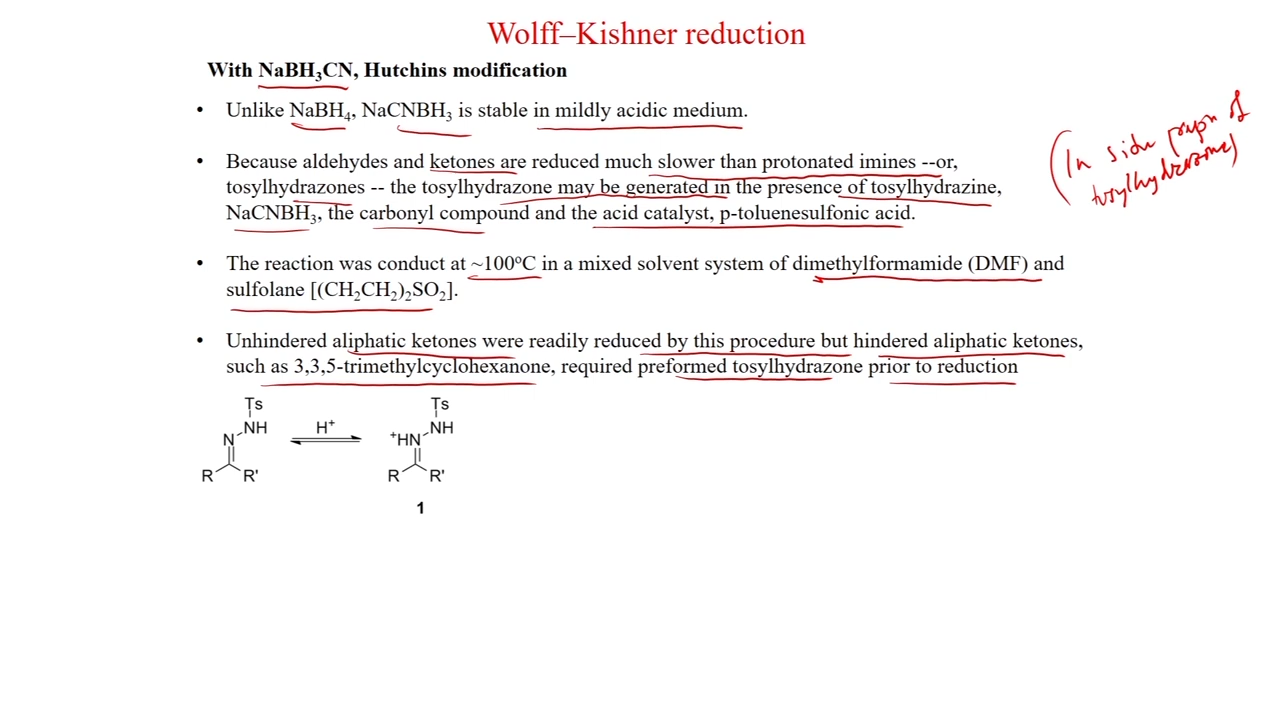 Wolff–Kishner reduction
With NaBH₃CN, Hutchins modification
• Unlike NaBH₄, NaCNBH₃ is stable in mildly acidic medium.
• Because aldehydes and ketones are reduced much slower than protonated imines --or,
tosylhydrazones -- the tosylhydrazone may be generated in the presence of tosylhydrazine,
NaCNBH₃, the carbonyl compound and the acid catalyst, p-toluenesulfonic acid.
(In situ prepn of
tosylhydrazone)
• The reaction was conduct at ~100°C in a mixed solvent system of dimethylformamide (DMF) and
sulfolane [(CH₂CH₂)₂SO₂].
• Unhindered aliphatic ketones were readily reduced by this procedure but hindered aliphatic ketones,
such as 3,3,5-trimethylcyclohexanone, required preformed tosylhydrazone prior to reduction
Ts Ts
NH H⁺ NH
N ⁺HN
R R' R R'
1